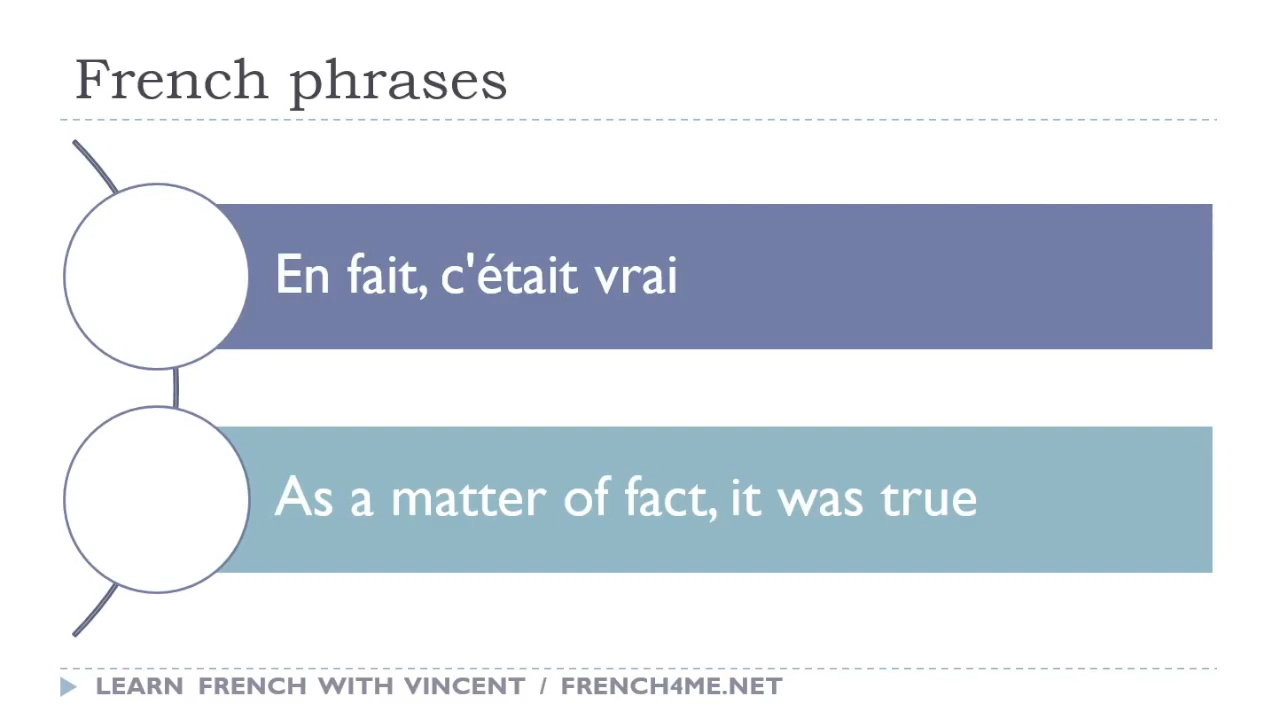 French phrases
En fait, c'était vrai
As a matter of fact, it was true
LEARN FRENCH WITH VINCENT / FRENCH4ME.NET